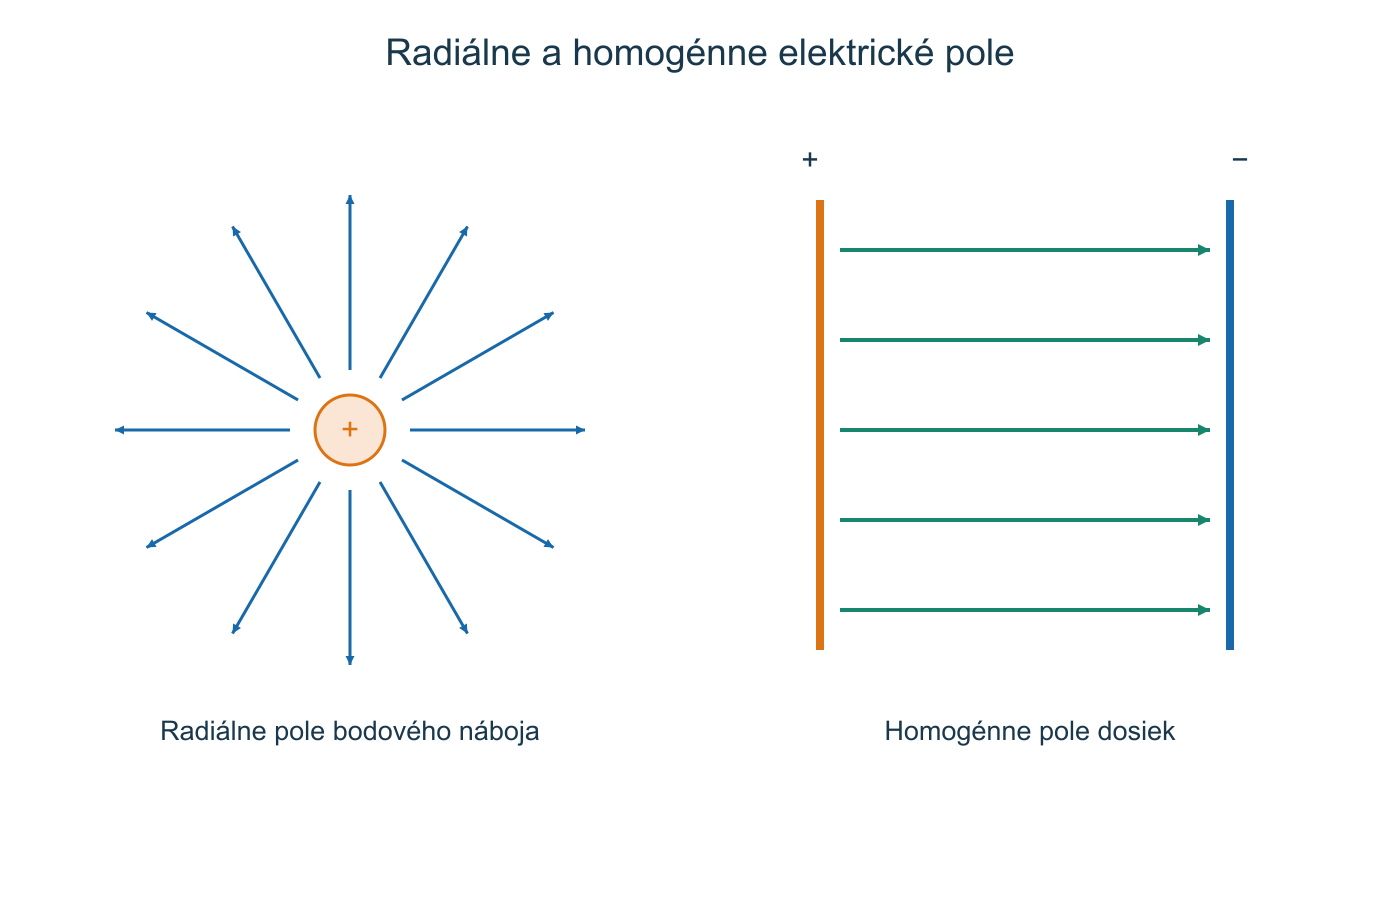 Radiálne a homogénne elektrické pole
+ −
+
Radiálne pole bodového náboja
Homogénne pole dosiek